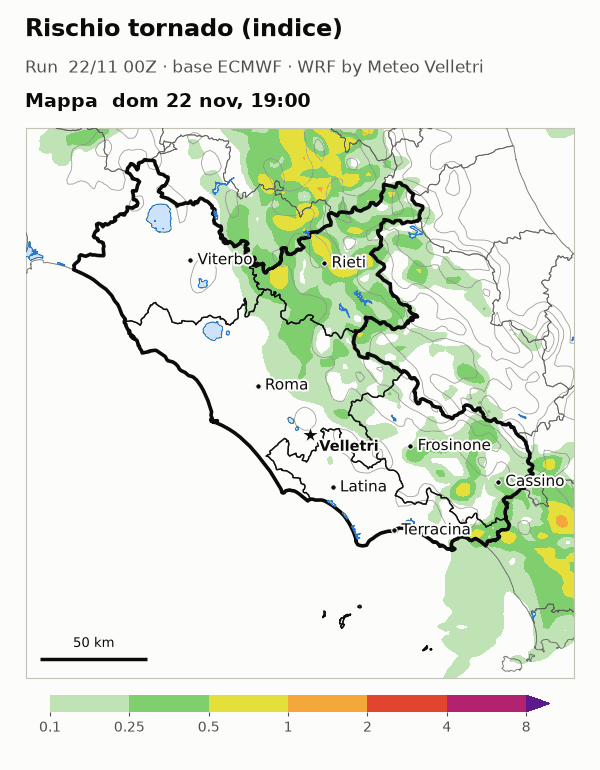 Rischio tornado (indice)
Run  22/11 00Z · base ECMWF · WRF by Meteo Velletri
Mappa  dom 22 nov, 19:00
Viterbo
Rieti
Roma
Velletri
Frosinone
Cassino
Latina
Terracina
50 km
0.1 0.25 0.5 1 2 4 8